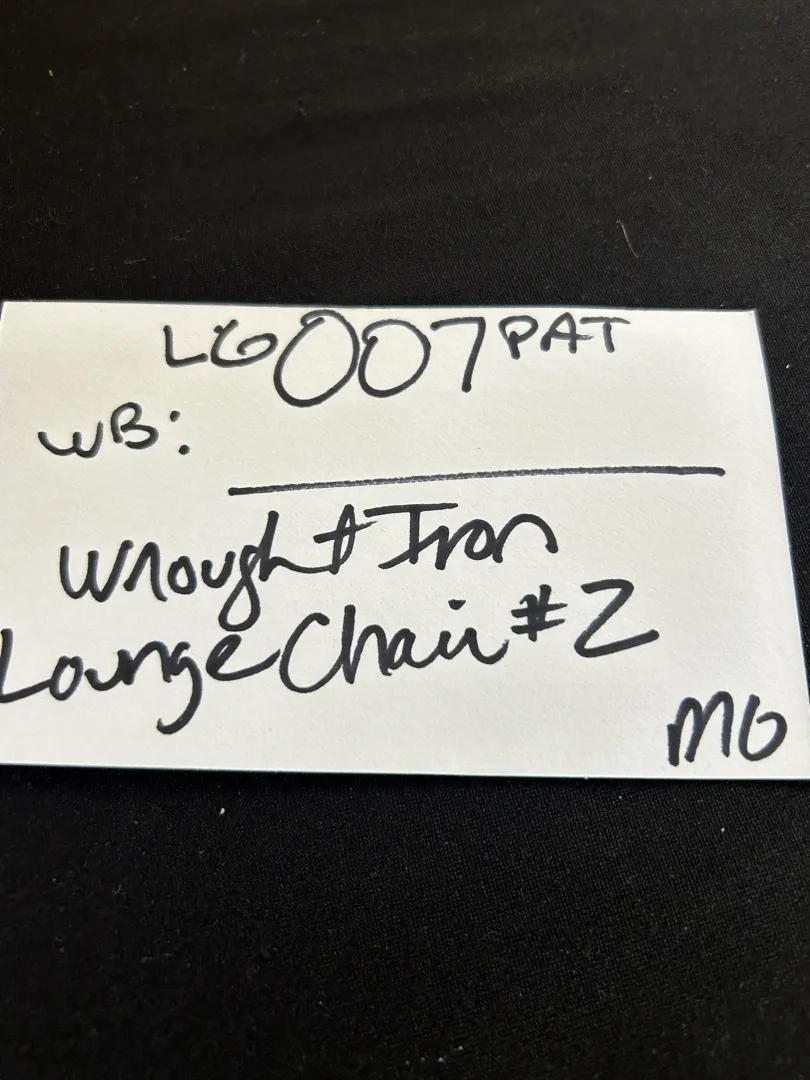 LG007PAT
WB:
Wrought Iron
Lounge Chair #2
MG